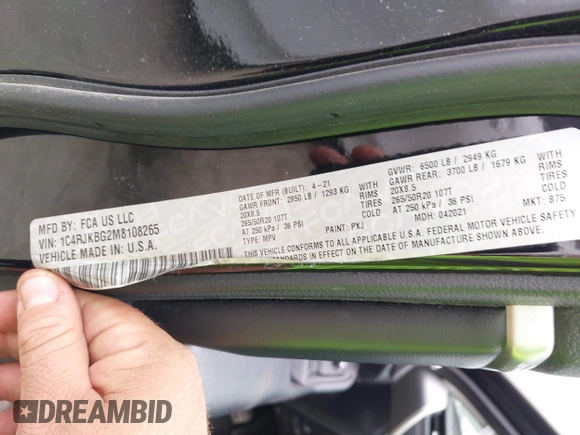 MFD BY: FCA US LLC
DATE OF MFR (BUILT): 4-21
GVWR: 6500 LB / 2949 KG
GAWR FRONT: 2850 LB / 1293 KG WITH
GAWR REAR: 3700 LB / 1679 KG WITH
20X8.5 RIMS
20X8.5 RIMS
265/50R20 107T TIRES
265/50R20 107T TIRES
AT 250 kPa / 36 PSI
AT 250 kPa / 36 PSI
VIN: 1C4RJKBG2M8108265
TYPE: MPV
PAINT: PXJ
MDH: 042021
MKT: 875
VEHICLE MADE IN: U.S.A.
THIS VEHICLE CONFORMS TO ALL APPLICABLE U.S.A. FEDERAL MOTOR VEHICLE SAFETY
STANDARDS IN EFFECT ON THE DATE OF MANUFACTURE SHOWN ABOVE.
DREAMBID